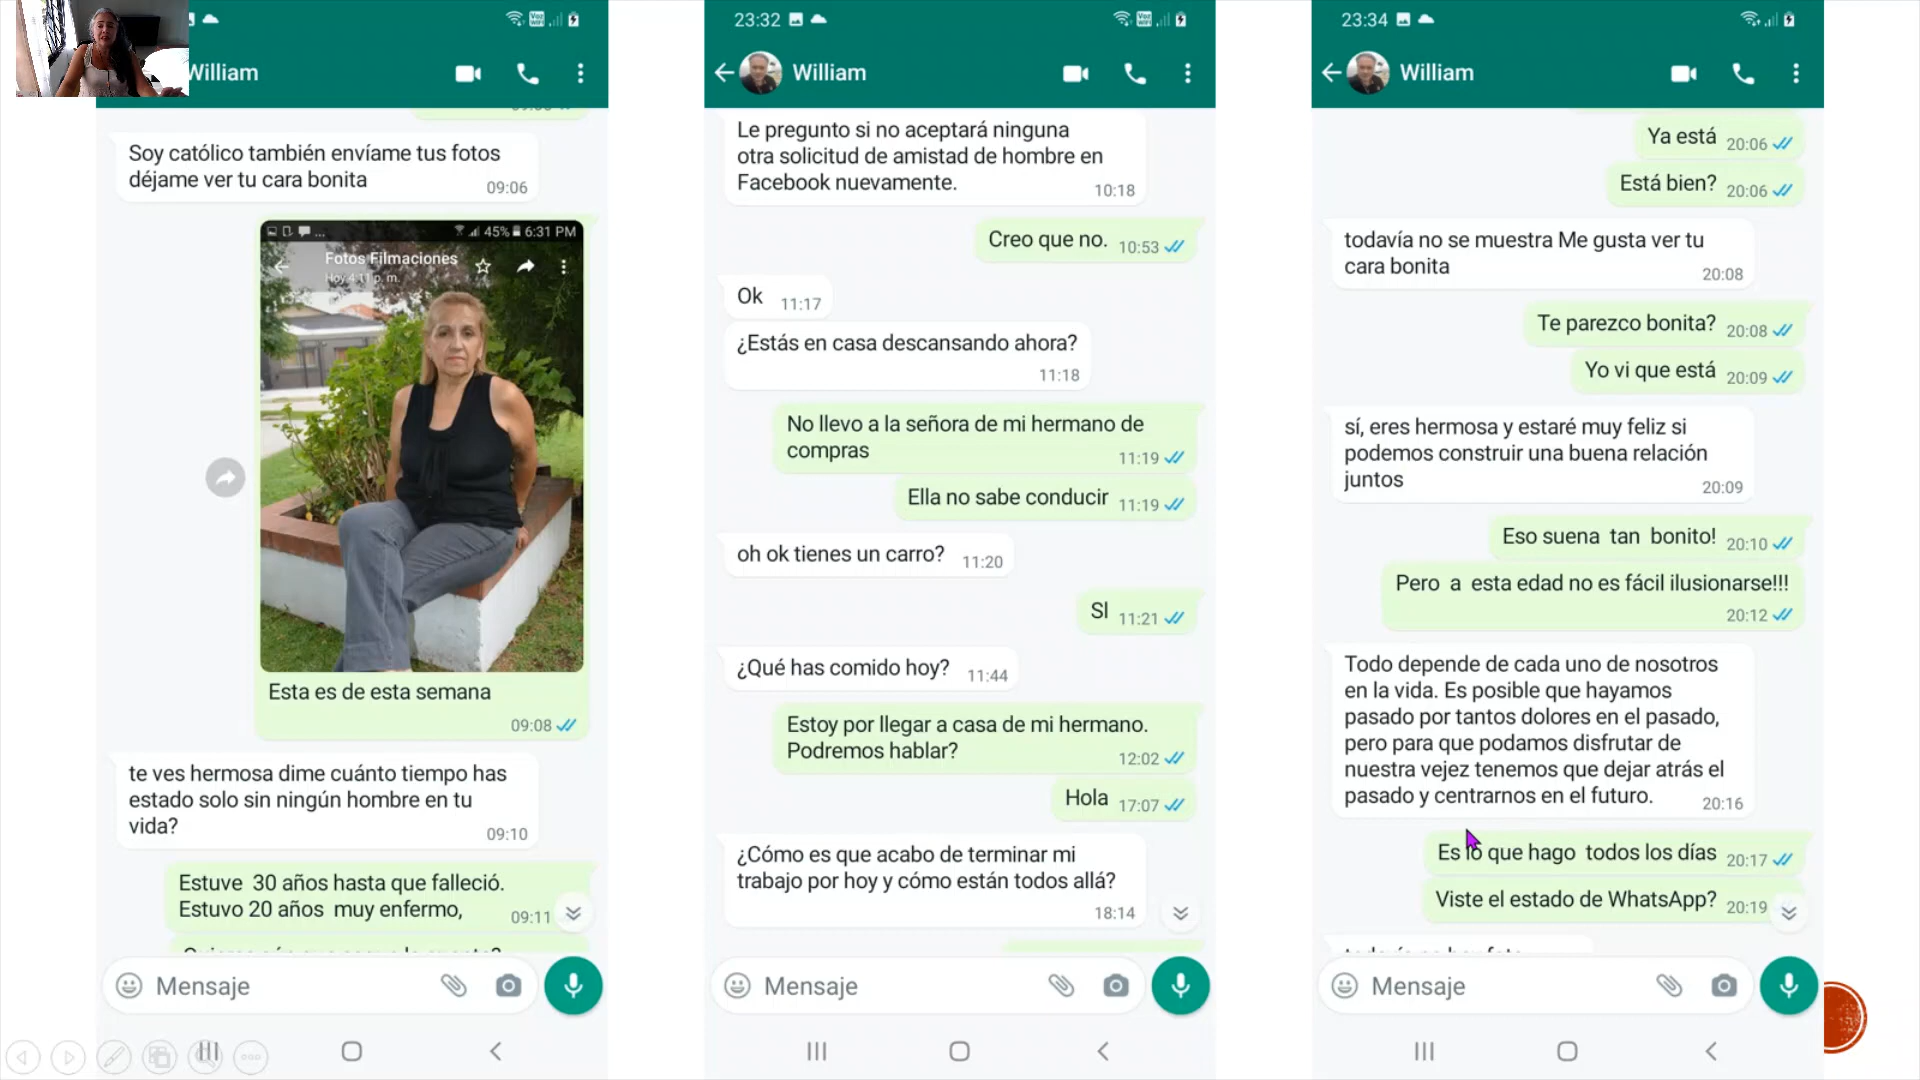 William
Soy católico también envíame tus fotos
déjame ver tu cara bonita
09:06
45% 6:31 PM
Fotos Filmaciones
Hoy 4:11 p. m.
Esta es de esta semana
09:08
te ves hermosa dime cuánto tiempo has
estado solo sin ningún hombre en tu
vida?
09:10
Estuve 30 años hasta que falleció.
Estuvo 20 años muy enfermo,
09:11
Mensaje
23:32
William
Le pregunto si no aceptará ninguna
otra solicitud de amistad de hombre en
Facebook nuevamente.
10:18
Creo que no. 10:53
Ok 11:17
¿Estás en casa descansando ahora?
11:18
No llevo a la señora de mi hermano de
compras
11:19
Ella no sabe conducir 11:19
oh ok tienes un carro? 11:20
SI 11:21
¿Qué has comido hoy? 11:44
Estoy por llegar a casa de mi hermano.
Podremos hablar?
12:02
Hola 17:07
¿Cómo es que acabo de terminar mi
trabajo por hoy y cómo están todos allá?
18:14
Mensaje
23:34
William
Ya está 20:06
Está bien? 20:06
todavía no se muestra Me gusta ver tu
cara bonita
20:08
Te parezco bonita? 20:08
Yo vi que está 20:09
sí, eres hermosa y estaré muy feliz si
podemos construir una buena relación
juntos
20:09
Eso suena tan bonito! 20:10
Pero a esta edad no es fácil ilusionarse!!!
20:12
Todo depende de cada uno de nosotros
en la vida. Es posible que hayamos
pasado por tantos dolores en el pasado,
pero para que podamos disfrutar de
nuestra vejez tenemos que dejar atrás el
pasado y centrarnos en el futuro.
20:16
Es lo que hago todos los días 20:17
Viste el estado de WhatsApp? 20:19
Mensaje